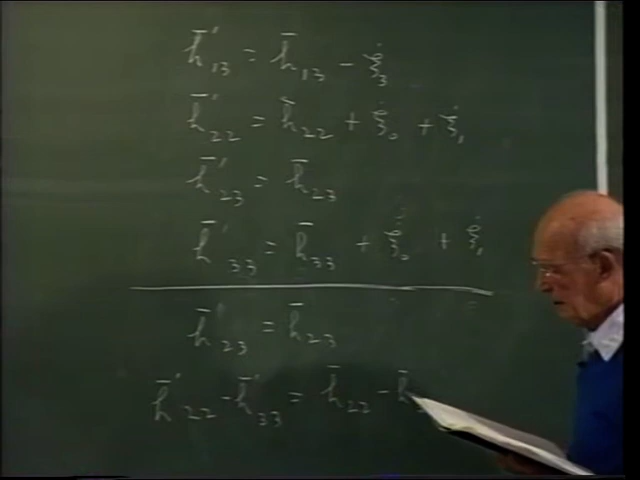 h̄'₁₃ = h̄₁₃ - ξ̇₃
h̄'₂₂ = h̄₂₂ + ξ̇₀ + ξ̇₁
h̄'₂₃ = h̄₂₃
h̄'₃₃ = h̄₃₃ + ξ̇₀ + ξ̇₁
h̄'₂₃ = h̄₂₃
h̄'₂₂ - h̄'₃₃ = h̄₂₂ - h̄